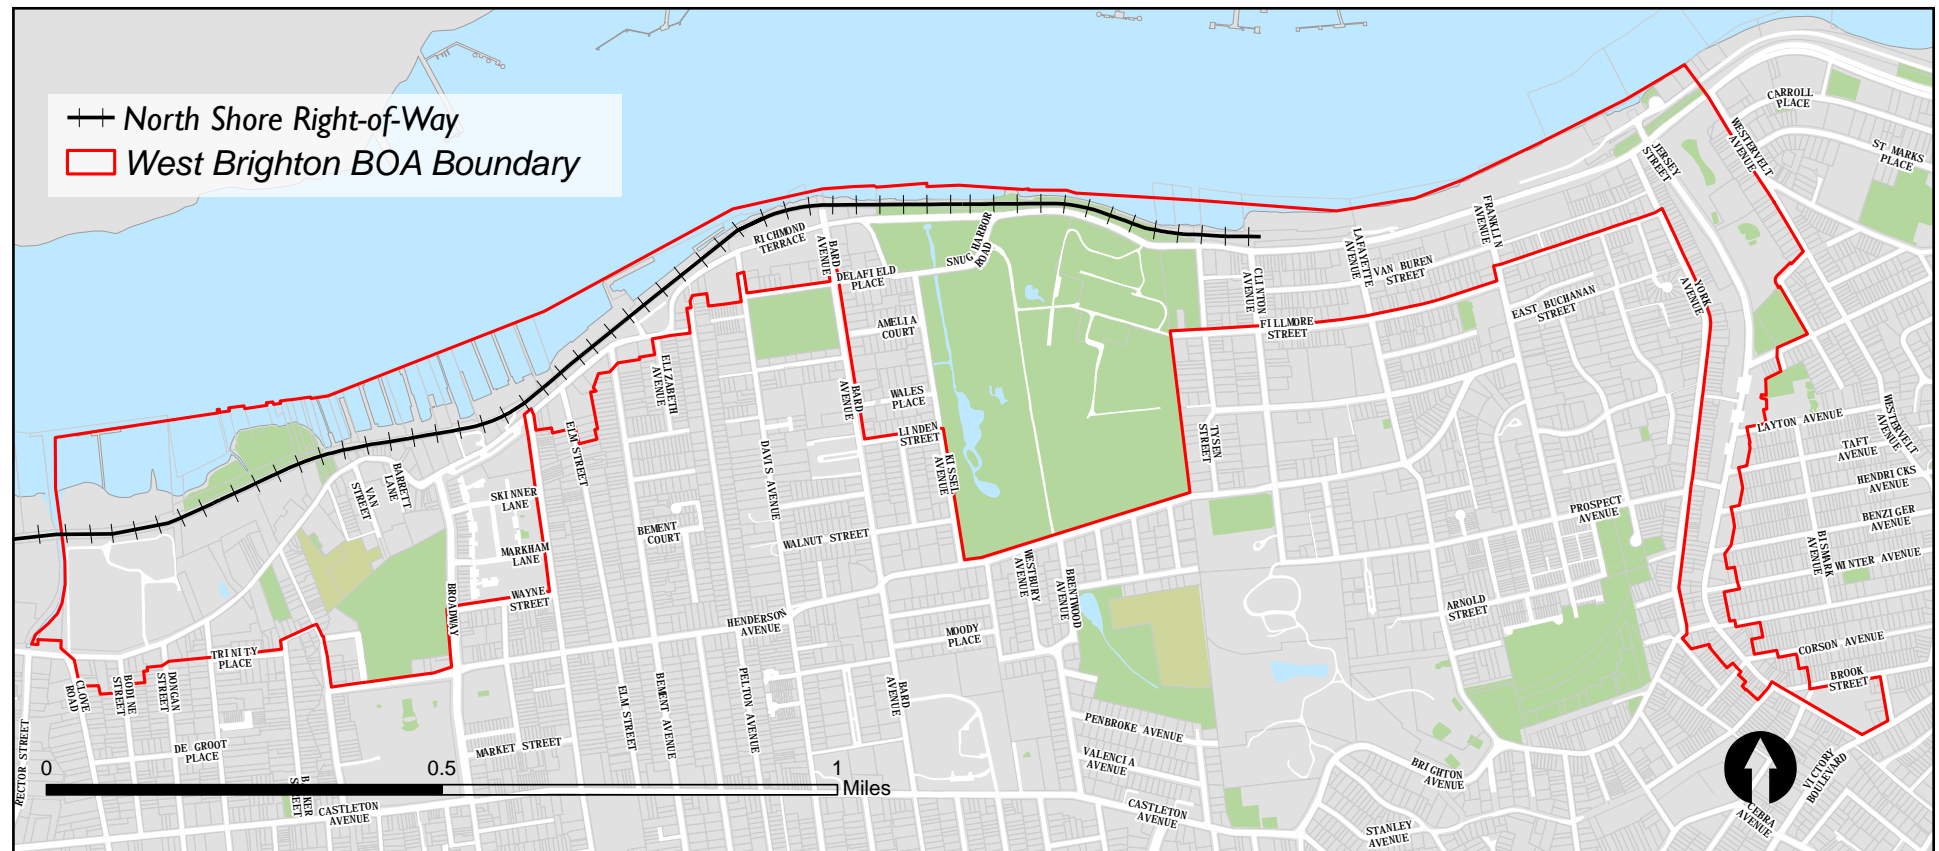 North Shore Right-of-Way
West Brighton BOA Boundary
CARROLL
PLACE
WESTERVELT
AVENUE
ST MARKS
PLACE
JERSEY
STREET
FRANKLIN
AVENUE
RICHMOND
TERRACE
BARD
AVENUE
SNUG HARBOR
ROAD
DELAFIELD
PLACE
CLINTON
AVENUE
LAFAYETTE
AVENUE
VAN BUREN
STREET
YORK
AVENUE
EAST BUCHANAN
STREET
FILLMORE
STREET
AMELIA
COURT
ELIZABETH
AVENUE
BARD
AVENUE
WALES
PLACE
LINDEN
STREET
KISSEL
AVENUE
TYSEN
STREET
LAYTON AVENUE
WESTERVELT
AVENUE
TAFT
AVENUE
HENDRICKS
AVENUE
BENZIGER
AVENUE
BISMARK
AVENUE
WINTER AVENUE
ELM STREET
DAVIS AVENUE
BARRETT
LANE
VAN
STREET
SKINNER
LANE
BEMENT
COURT
WALNUT STREET
PROSPECT
AVENUE
MARKHAM
LANE
WAYNE
STREET
BROADWAY
WESTBURY
AVENUE
BRENTWOOD
AVENUE
ARNOLD
STREET
HENDERSON
AVENUE
MOODY
PLACE
CORSON AVENUE
BROOK
STREET
TRINITY
PLACE
CLOVE
ROAD
BODINE
STREET
DONGAN
STREET
ELM STREET
BEMENT AVENUE
PELTON AVENUE
BARD
AVENUE
RECTOR STREET
DE GROOT
PLACE
MARKET STREET
PENBROKE AVENUE
VALENCIA
AVENUE
BRIGHTON
AVENUE
VICTORY
BOULEVARD
0
0.5
1
Miles
STREET
CASTLETON
AVENUE
CASTLETON
AVENUE
STANLEY
AVENUE
CEBRA
AVENUE